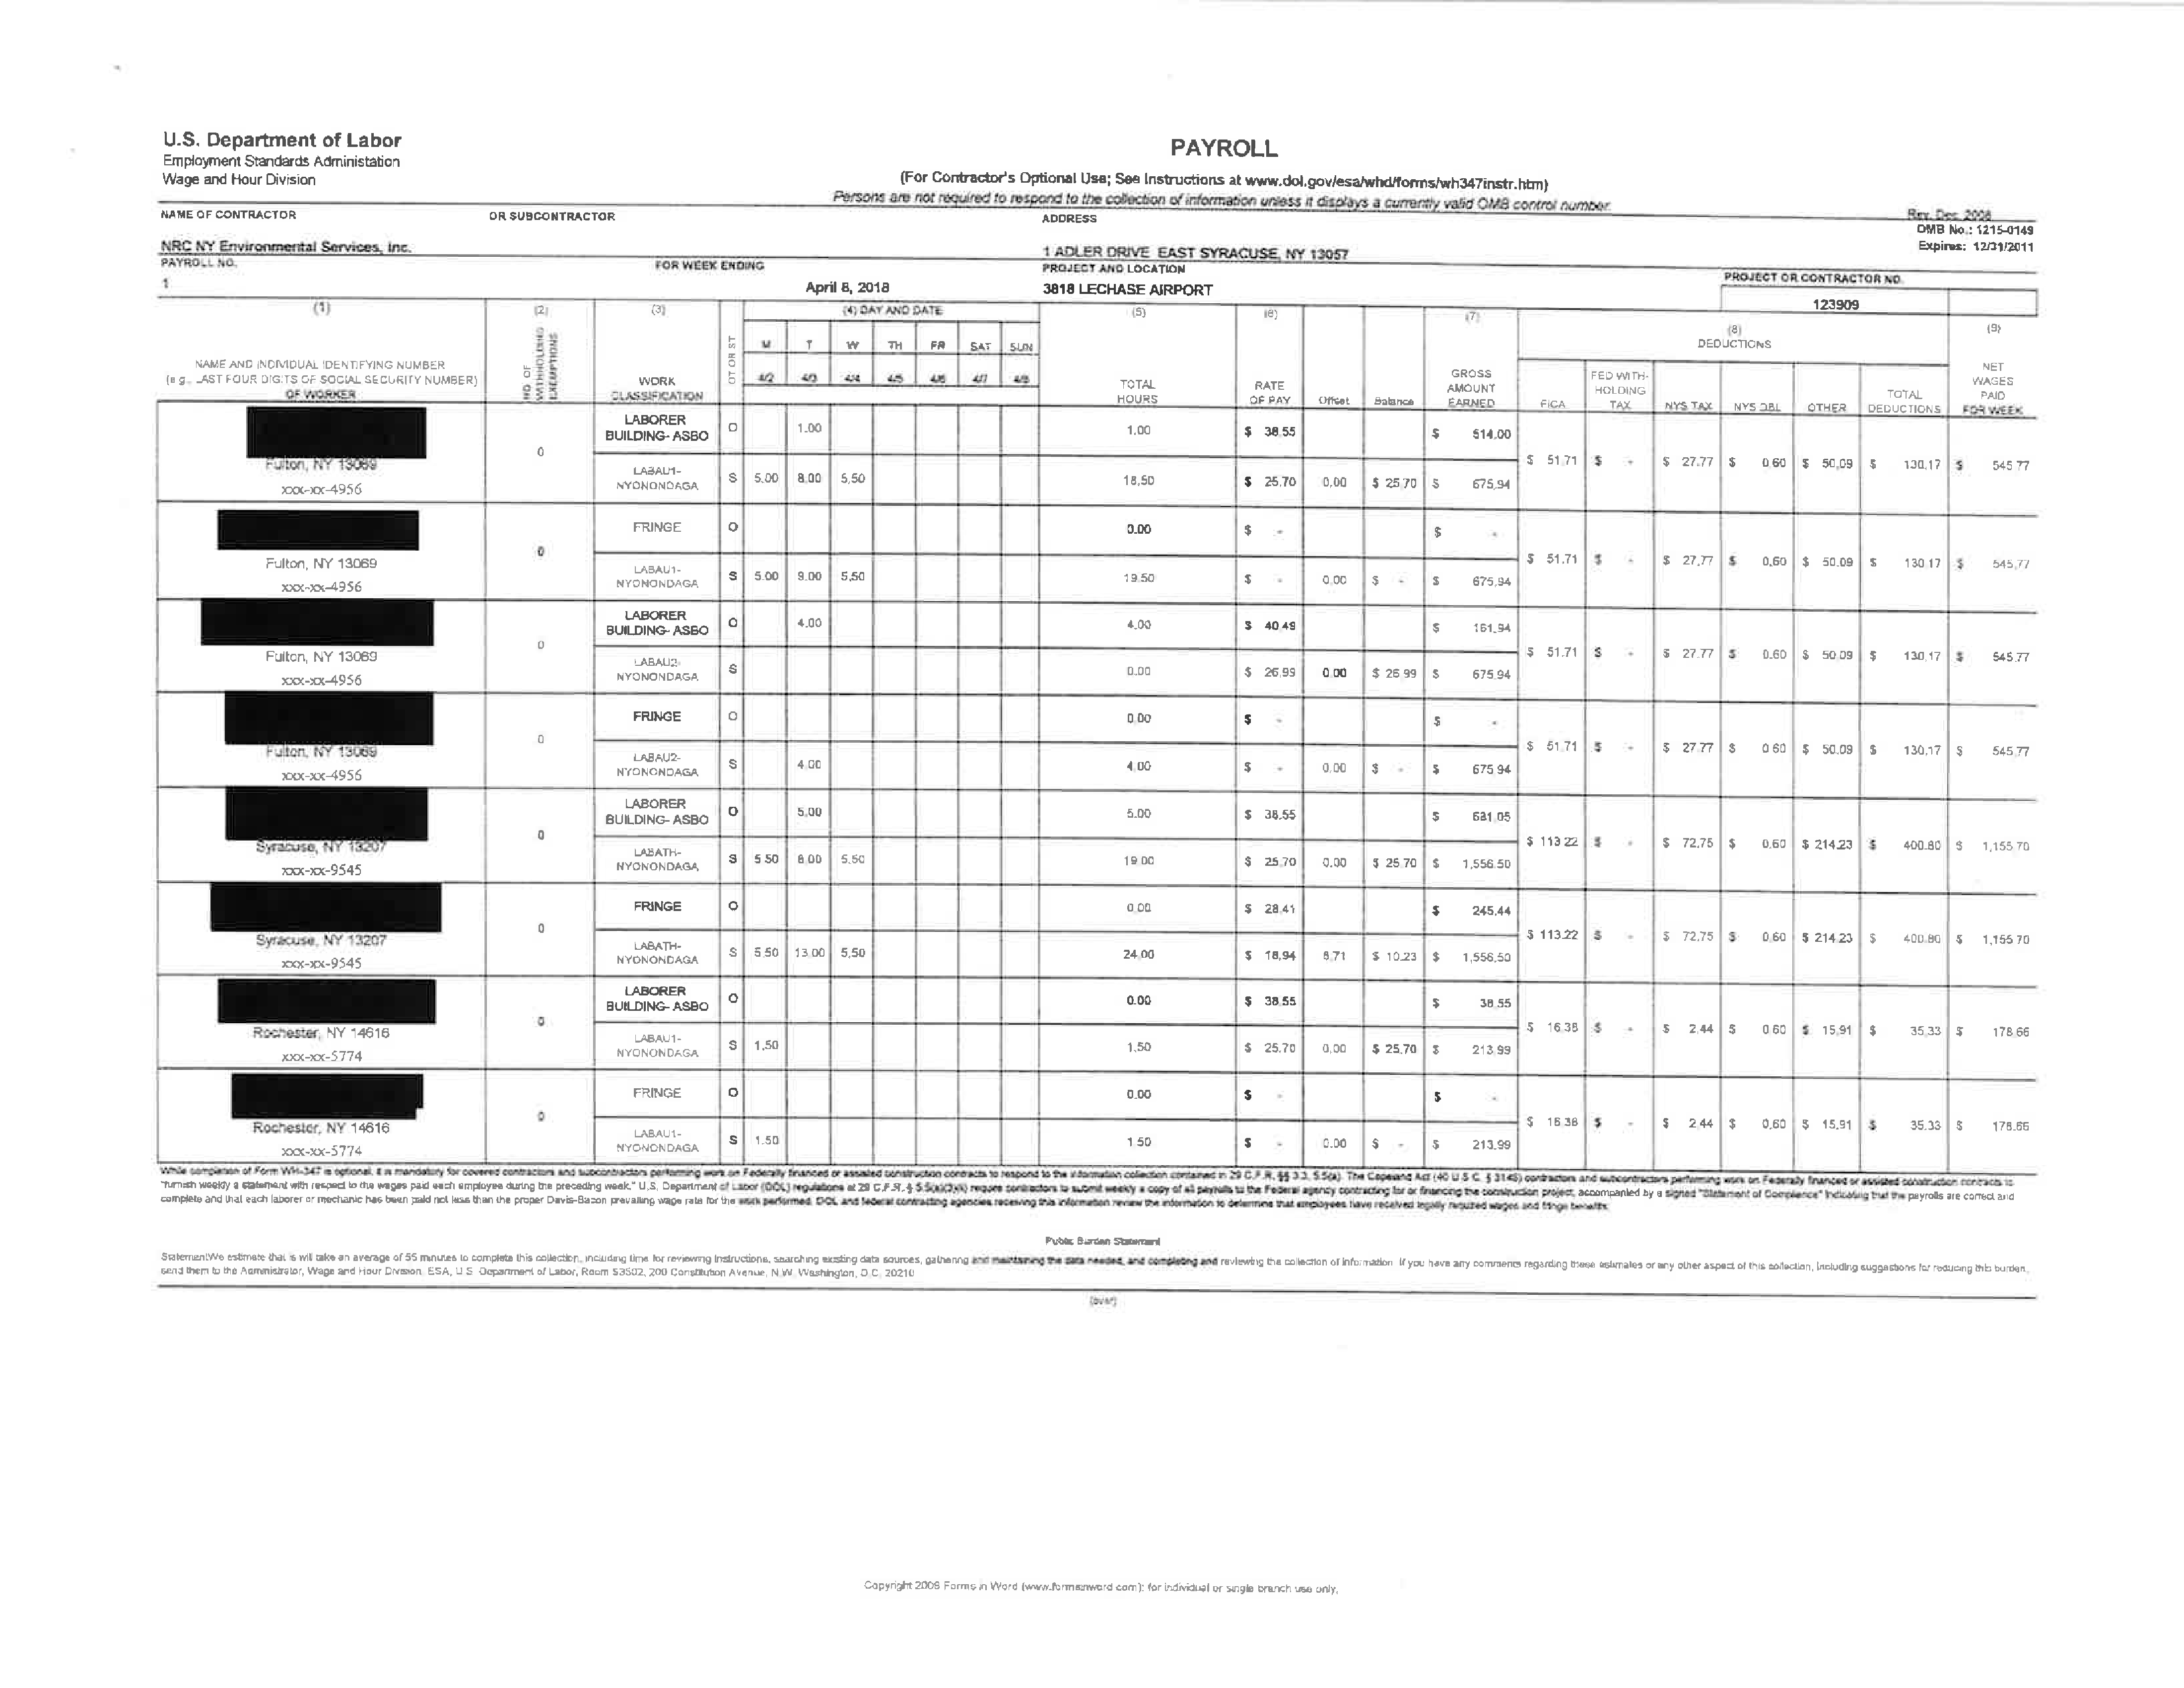 U.S. Department of Labor
Employment Standards Administation
Wage and Hour Division
PAYROLL
(For Contractor's Optional Use; See Instructions at www.dol.gov/esa/whd/forms/wh347instr.htm)
Persons are not required to respond to the collection of information unless it displays a currently valid OMB control number.
NAME OF CONTRACTOR OR SUBCONTRACTOR ADDRESS Rev. Dec. 2008
OMB No.: 1215-0149
NRC NY Environmental Services, Inc. 1 ADLER DRIVE EAST SYRACUSE, NY 13057 Expires: 12/31/2011
PAYROLL NO. FOR WEEK ENDING PROJECT AND LOCATION PROJECT OR CONTRACTOR NO.
1 April 8, 2018 3818 LECHASE AIRPORT 123909
(1) (2) (3) (4) DAY AND DATE (5) (6) (7) (8) (9)
DEDUCTIONS
NAME AND INDIVIDUAL IDENTIFYING NUMBER
(e.g., LAST FOUR DIGITS OF SOCIAL SECURITY NUMBER)
OF WORKER
NO. OF WITHHOLDING EXEMPTIONS
WORK CLASSIFICATION
OT OR ST
M T W TH FR SAT SUN
4/2 4/3 4/4 4/5 4/6 4/7 4/8
TOTAL HOURS
RATE OF PAY
Offset Balance
GROSS AMOUNT EARNED
FICA
FED WITH-HOLDING TAX
NYS TAX NYS DBL OTHER
TOTAL DEDUCTIONS
NET WAGES PAID FOR WEEK
LABORER BUILDING- ASBO O 1.00 1.00 $ 38.55 $ 514.00
0 $ 51.71 $ - $ 27.77 $ 0.60 $ 50.09 $ 130.17 $ 545.77
Fulton, NY 13069
xxx-xx-4956
LABAU1-NYONONDAGA S 5.00 8.00 5.50 18.50 $ 25.70 0.00 $ 25.70 $ 675.94
FRINGE O 0.00 $ - $ -
0 $ 51.71 $ - $ 27.77 $ 0.60 $ 50.09 $ 130.17 $ 545.77
Fulton, NY 13069
xxx-xx-4956
LABAU1-NYONONDAGA S 5.00 9.00 5.50 19.50 $ - 0.00 $ - $ 675.94
LABORER BUILDING- ASBO O 4.00 4.00 $ 40.49 $ 161.94
0 $ 51.71 $ - $ 27.77 $ 0.60 $ 50.09 $ 130.17 $ 545.77
Fulton, NY 13069
xxx-xx-4956
LABAU2-NYONONDAGA S 0.00 $ 26.99 0.00 $ 26.99 $ 675.94
FRINGE O 0.00 $ - $ -
0 $ 51.71 $ - $ 27.77 $ 0.60 $ 50.09 $ 130.17 $ 545.77
Fulton, NY 13069
xxx-xx-4956
LABAU2-NYONONDAGA S 4.00 4.00 $ - 0.00 $ - $ 675.94
LABORER BUILDING- ASBO O 5.00 5.00 $ 38.55 $ 681.05
0 $ 113.22 $ - $ 72.75 $ 0.60 $ 214.23 $ 400.80 $ 1,155.70
Syracuse, NY 13207
xxx-xx-9545
LABATH-NYONONDAGA S 5.50 8.00 5.50 19.00 $ 25.70 0.00 $ 25.70 $ 1,556.50
FRINGE O 0.00 $ 28.41 $ 245.44
0 $ 113.22 $ - $ 72.75 $ 0.60 $ 214.23 $ 400.80 $ 1,155.70
Syracuse, NY 13207
xxx-xx-9545
LABATH-NYONONDAGA S 5.50 13.00 5.50 24.00 $ 18.94 8.71 $ 10.23 $ 1,556.50
LABORER BUILDING- ASBO O 0.00 $ 38.55 $ 38.55
0 $ 16.38 $ - $ 2.44 $ 0.60 $ 15.91 $ 35.33 $ 178.66
Rochester, NY 14616
xxx-xx-5774
LABAU1-NYONONDAGA S 1.50 1.50 $ 25.70 0.00 $ 25.70 $ 213.99
FRINGE O 0.00 $ - $ -
0 $ 16.38 $ - $ 2.44 $ 0.60 $ 15.91 $ 35.33 $ 178.66
Rochester, NY 14616
xxx-xx-5774
LABAU1-NYONONDAGA S 1.50 1.50 $ - 0.00 $ - $ 213.99
While completion of Form WH-347 is optional, it is mandatory for covered contractors and subcontractors performing work on Federally financed or assisted construction contracts to respond to the information collection contained in 29 C.F.R. §§ 3.3, 5.5(a). The Copeland Act (40 U.S.C. § 3145) contractors and subcontractors performing work on Federally financed or assisted construction contracts to
"furnish weekly a statement with respect to the wages paid each employee during the preceding week." U.S. Department of Labor (DOL) regulations at 29 C.F.R. § 5.5(a)(3)(ii) require contractors to submit weekly a copy of all payrolls to the Federal agency contracting for or financing the construction project, accompanied by a signed "Statement of Compliance" indicating that the payrolls are correct and
complete and that each laborer or mechanic has been paid not less than the proper Davis-Bacon prevailing wage rate for the work performed. DOL and federal contracting agencies receiving this information review the information to determine that employees have received legally required wages and fringe benefits.
Public Burden Statement
StatementWe estimate that is will take an average of 55 minutes to complete this collection, including time for reviewing instructions, searching existing data sources, gathering and maintaining the data needed, and completing and reviewing the collection of information. If you have any comments regarding these estimates or any other aspect of this collection, including suggestions for reducing this burden,
send them to the Administrator, Wage and Hour Division, ESA, U.S. Department of Labor, Room S3502, 200 Constitution Avenue, N.W. Washington, D.C. 20210
(over)
Copyright 2008 Forms in Word (www.formsinword.com): for individual or single branch use only.